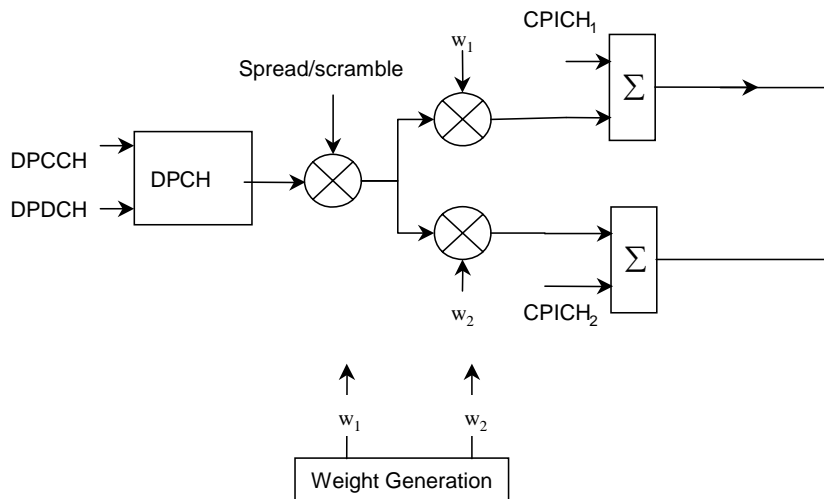 CPICH1
w1
Spread/scramble
Σ
DPCCH
DPCH
DPDCH
Σ
w2
CPICH2
w1
w2
Weight Generation